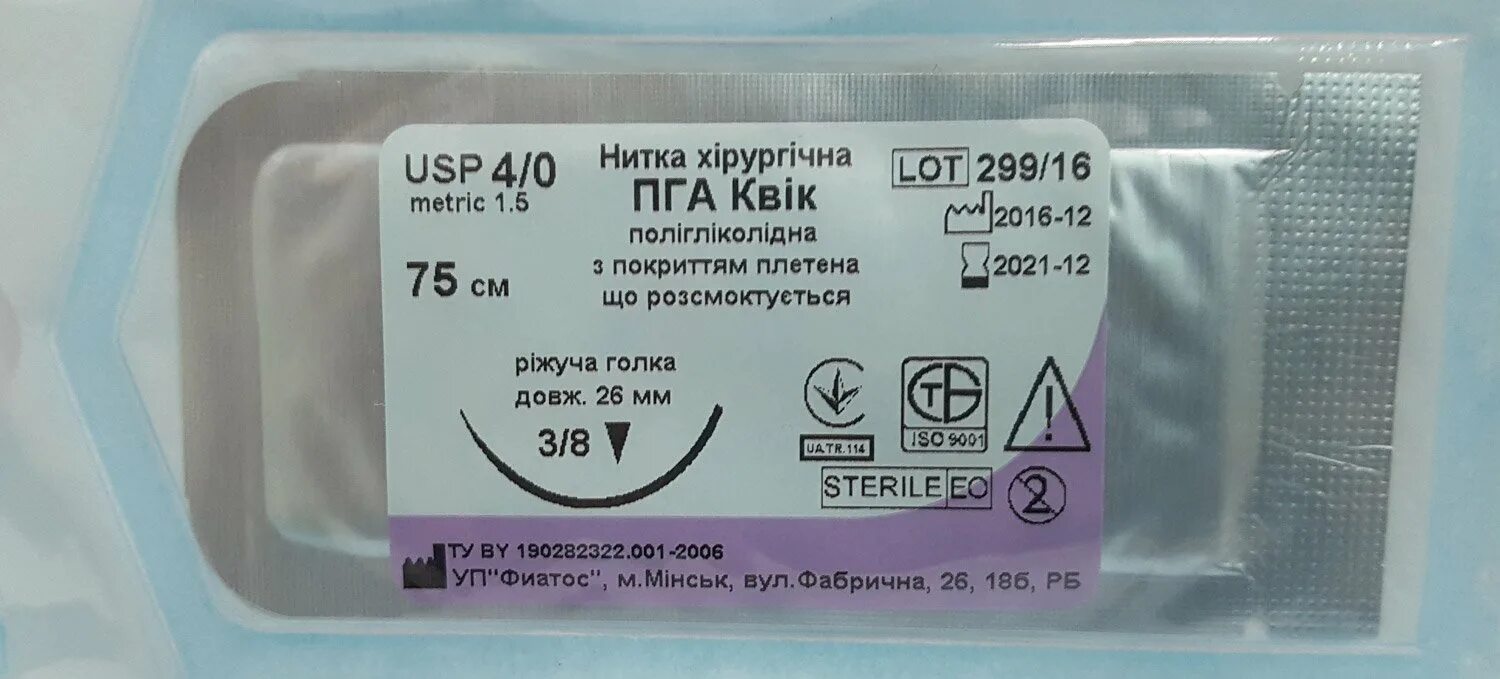 USP 4/0
metric 1.5
75 см
Нитка хірургічна
ПГА Квік
полігліколідна
з покриттям плетена
що розсмоктується
LOT 299/16
2016-12
2021-12
ріжуча голка
довж. 26 мм
3/8
UA.TR.114
СТБ
ISO 9001
STERILE EO
2
ТУ BY 190282322.001-2006
УП"Фиатос", м.Мінськ, вул.Фабрична, 26, 18б, РБ